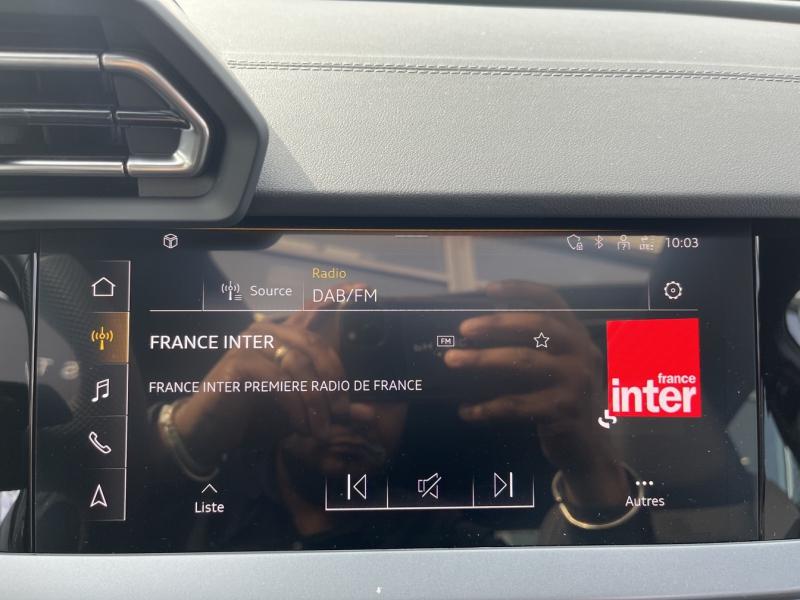 10:03
Radio
Source
DAB/FM
FRANCE INTER
FM
FRANCE INTER PREMIERE RADIO DE FRANCE
france
inter
Liste
Autres